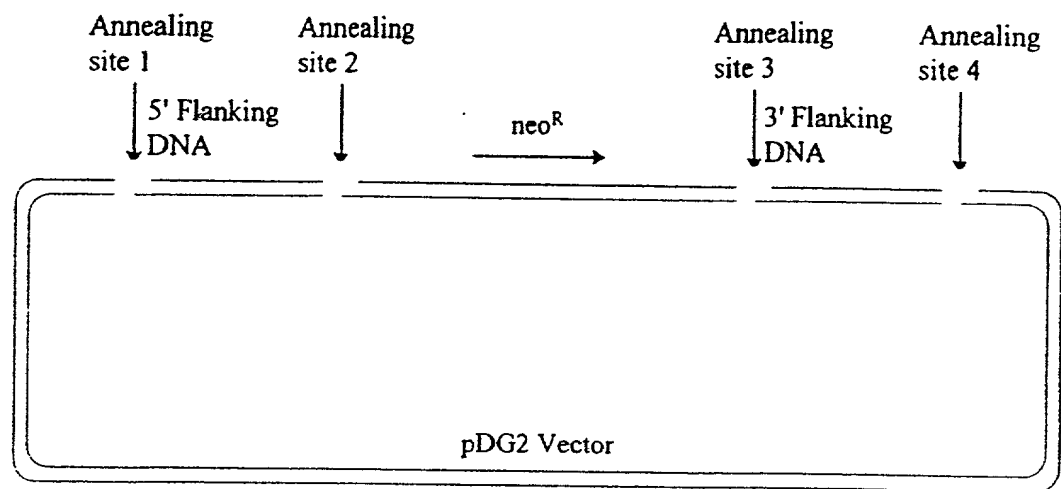 Annealing
site 1
Annealing
site 2
Annealing
site 3
Annealing
site 4
5' Flanking
DNA
neoR
3' Flanking
DNA
pDG2 Vector